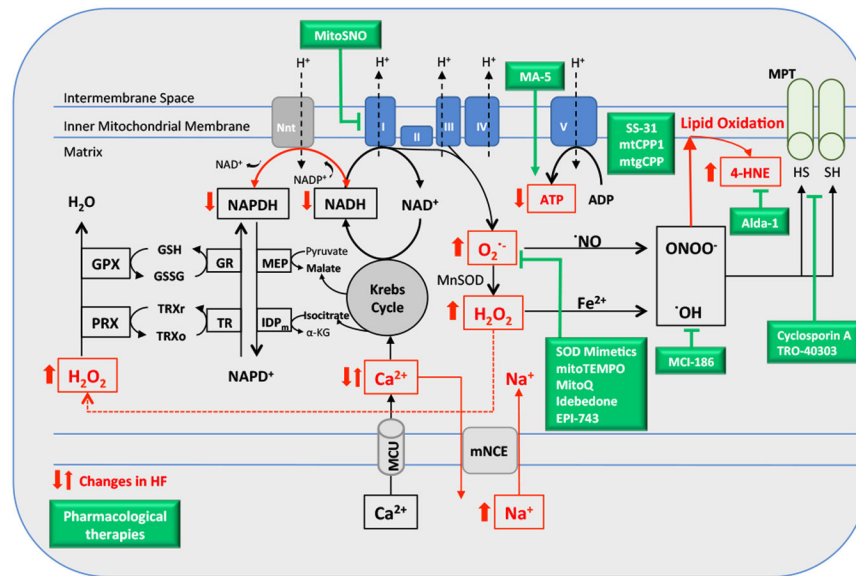 MitoSNO
H⁺
H⁺
H⁺
H⁺
MA-5
H⁺
MPT
Intermembrane Space
Inner Mitochondrial Membrane
Matrix
Nnt
I
II
III
IV
V
SS-31
mtCPP1
mtgCPP
Lipid Oxidation
4-HNE
HS
SH
Alda-1
NAD⁺
NADP⁺
NAPDH
NADH
NAD⁺
ATP
ADP
H₂O
GPX
GSH
GSSG
GR
MEP
Pyruvate
Malate
Krebs
Cycle
O₂˙⁻
˙NO
ONOO⁻
MnSOD
PRX
TRXr
TRXo
TR
IDPₘ
Isocitrate
α-KG
H₂O₂
Fe²⁺
˙OH
MCI-186
Cyclosporin A
TRO-40303
H₂O₂
NAPD⁺
Ca²⁺
Na⁺
SOD Mimetics
mitoTEMPO
MitoQ
Idebedone
EPI-743
MCU
mNCE
Changes in HF
Pharmacological
therapies
Ca²⁺
Na⁺